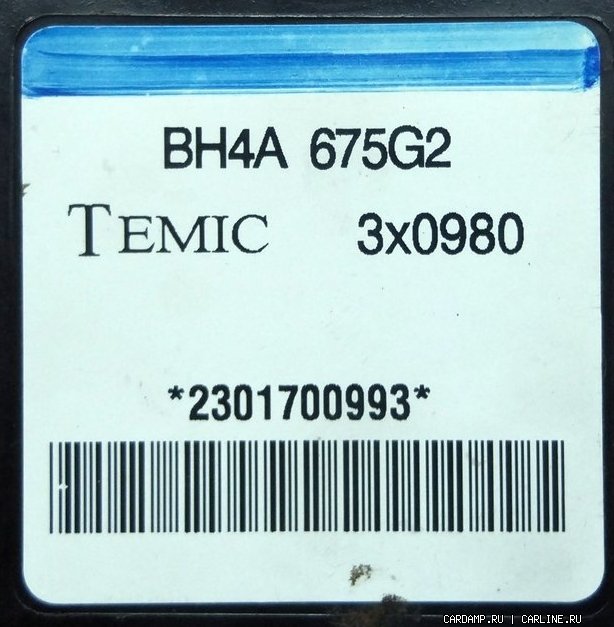 BH4A 675G2
TEMIC 3x0980
*2301700993*
CARDAMP.RU | CARLINE.RU